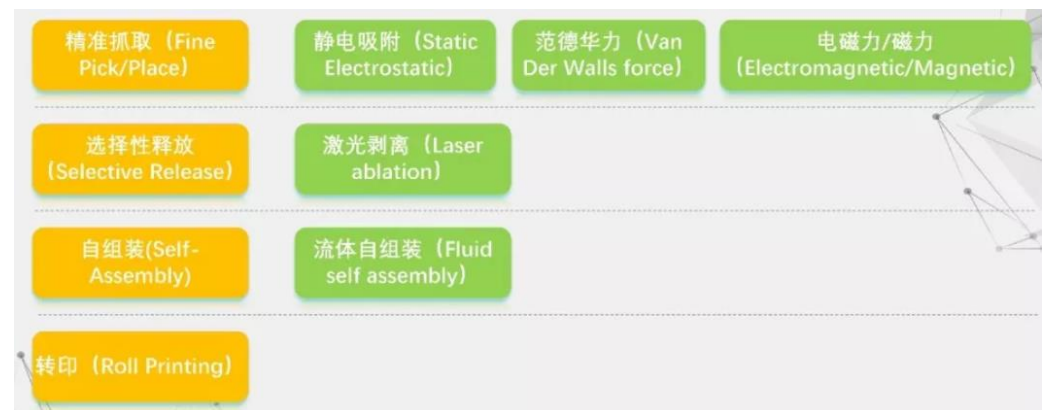 精准抓取（Fine
Pick/Place）
静电吸附（Static
Electrostatic）
范德华力（Van
Der Walls force）
电磁力/磁力
（Electromagnetic/Magnetic）
选择性释放
（Selective Release）
激光剥离（Laser
ablation）
自组装(Self-
Assembly)
流体自组装（Fluid
self assembly）
转印（Roll Printing）